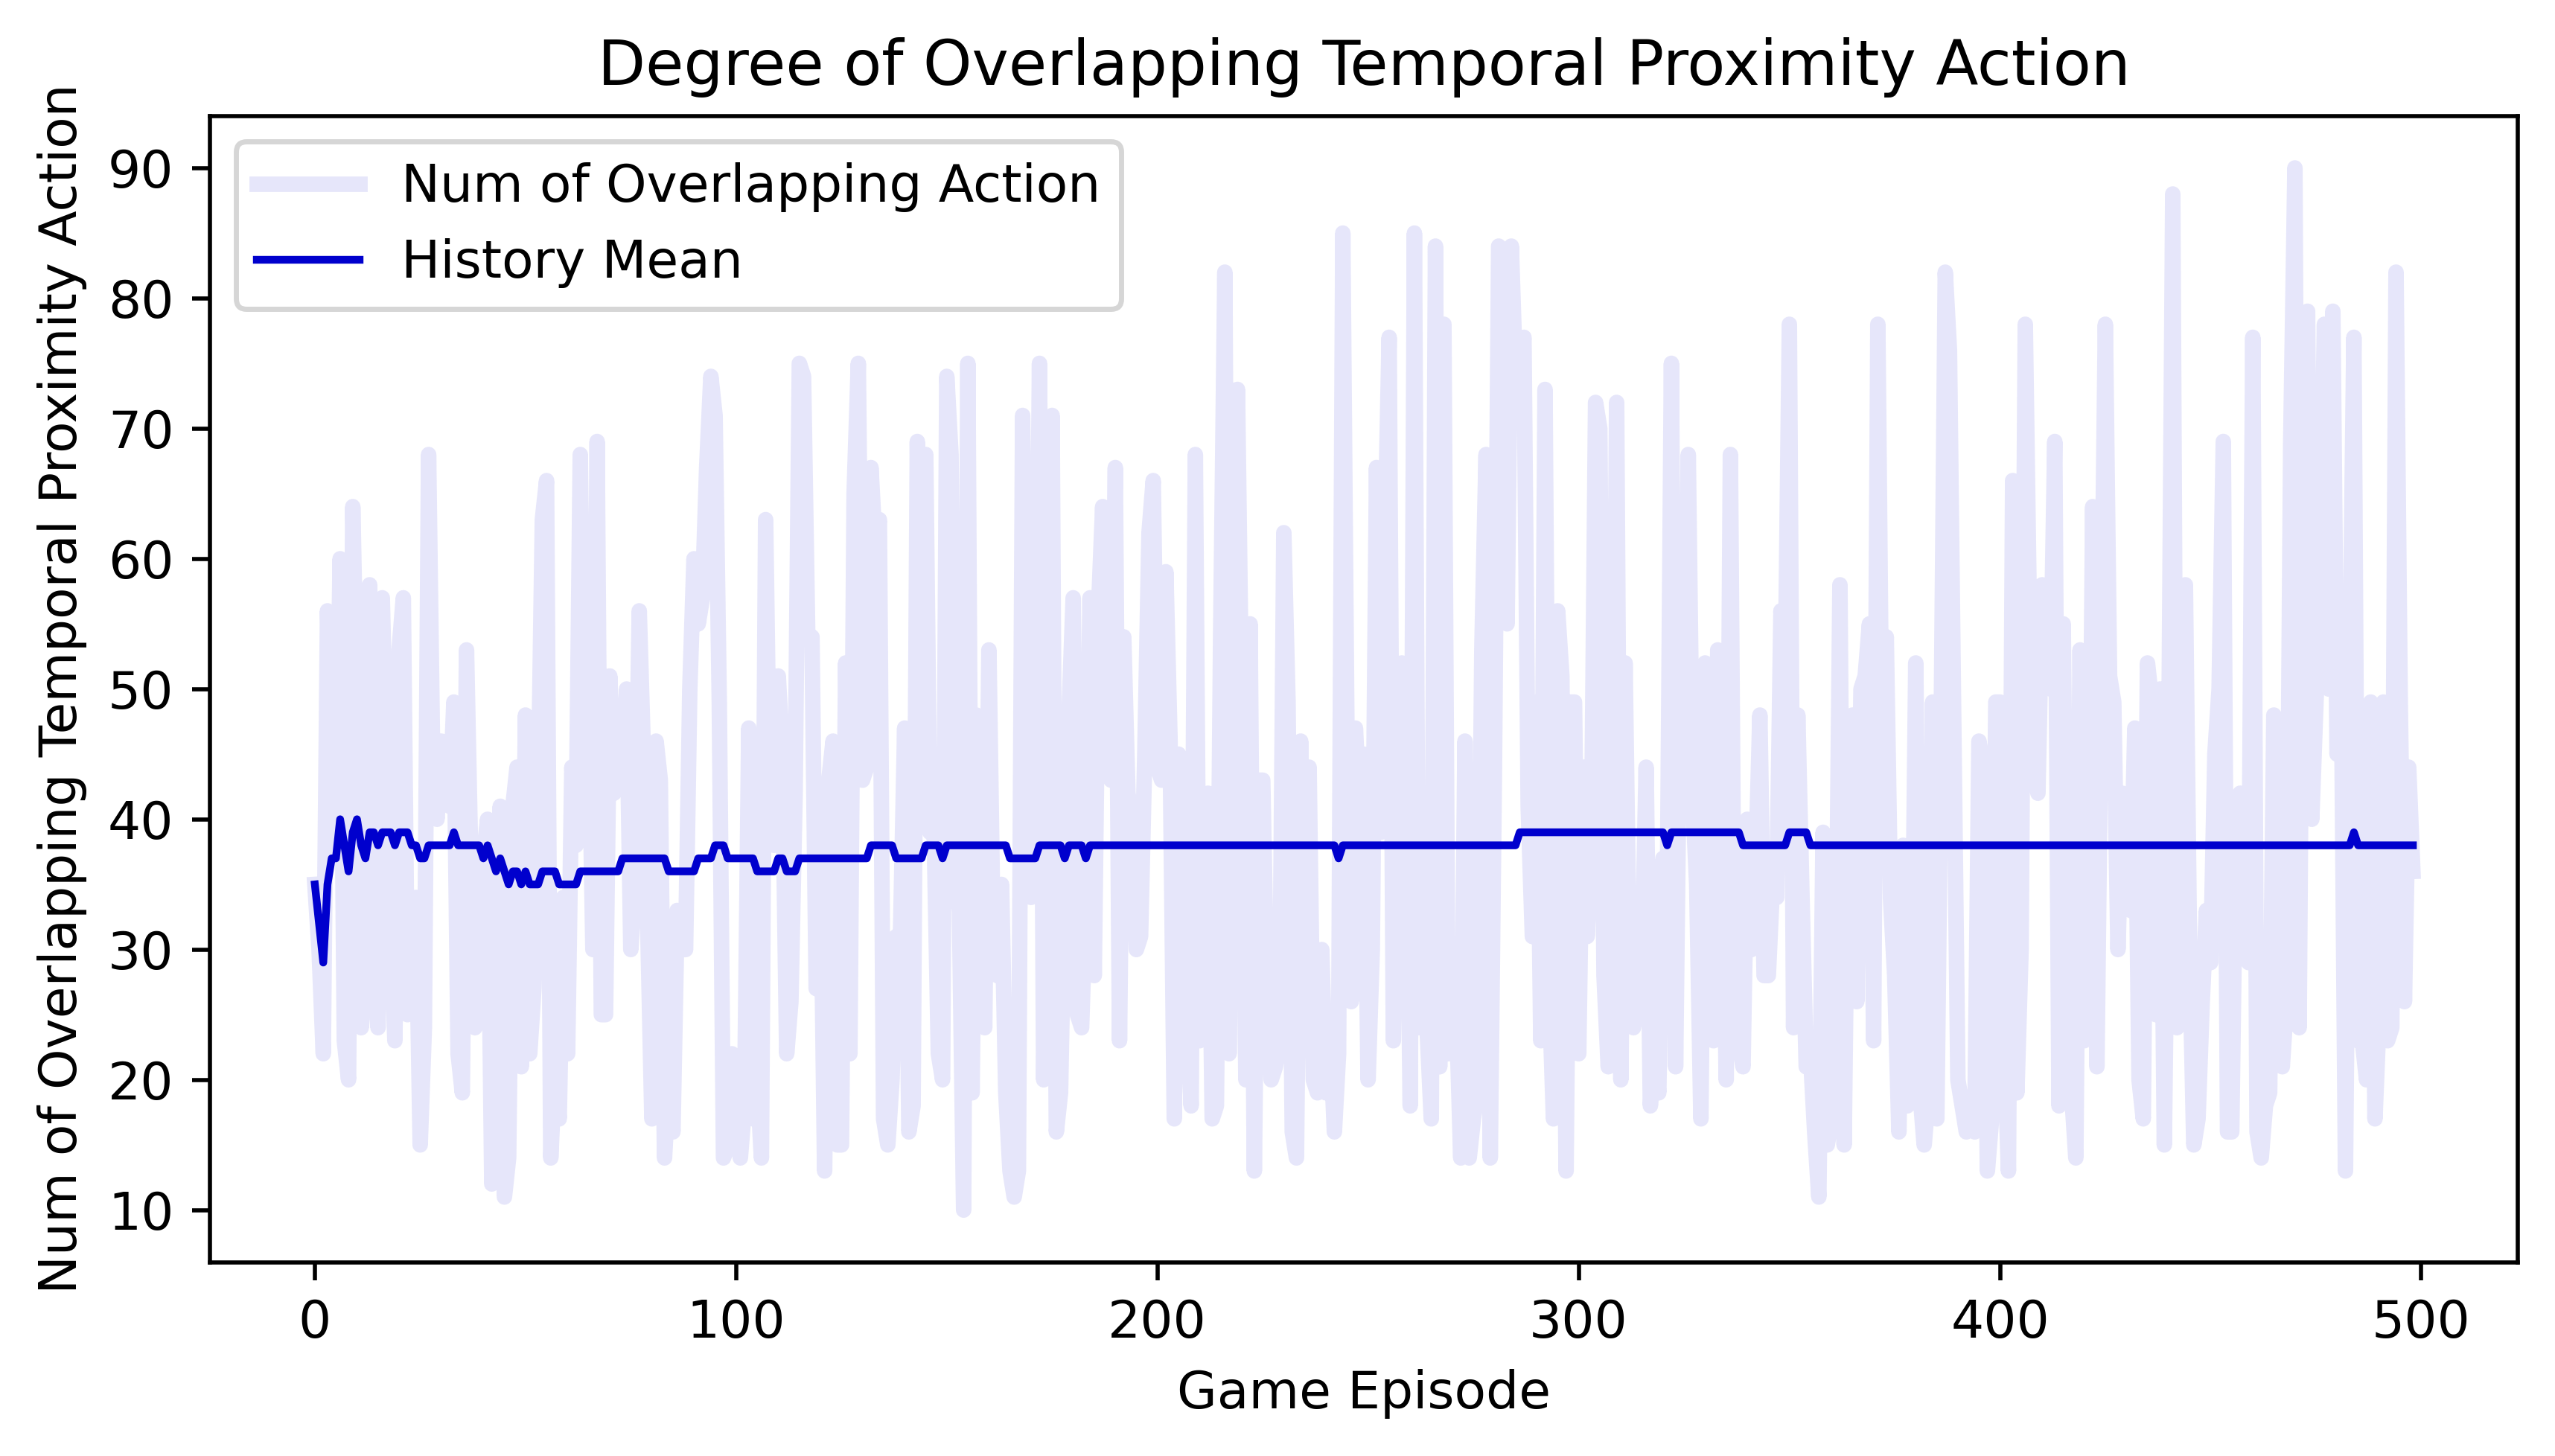 Degree of Overlapping Temporal Proximity Action
Num of Overlapping Temporal Proximity Action
90
80
70
60
50
40
30
20
10
Num of Overlapping Action
History Mean
0 100 200 300 400 500
Game Episode